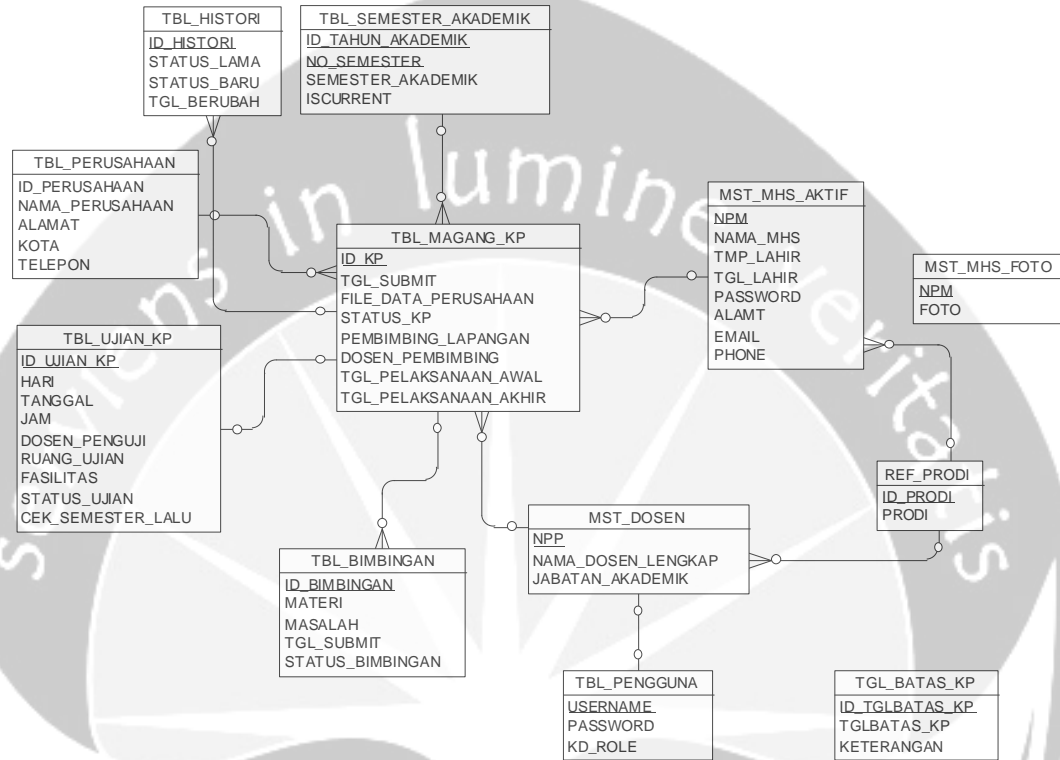 TBL_HISTORI
ID_HISTORI
STATUS_LAMA
STATUS_BARU
TGL_BERUBAH
TBL_SEMESTER_AKADEMIK
ID_TAHUN_AKADEMIK
NO_SEMESTER
SEMESTER_AKADEMIK
ISCURRENT
TBL_PERUSAHAAN
ID_PERUSAHAAN
NAMA_PERUSAHAAN
ALAMAT
KOTA
TELEPON
TBL_MAGANG_KP
ID_KP
TGL_SUBMIT
FILE_DATA_PERUSAHAAN
STATUS_KP
PEMBIMBING_LAPANGAN
DOSEN_PEMBIMBING
TGL_PELAKSANAAN_AWAL
TGL_PELAKSANAAN_AKHIR
MST_MHS_AKTIF
NPM
NAMA_MHS
TMP_LAHIR
TGL_LAHIR
PASSWORD
ALAMT
EMAIL
PHONE
MST_MHS_FOTO
NPM
FOTO
TBL_UJIAN_KP
ID_UJIAN_KP
HARI
TANGGAL
JAM
DOSEN_PENGUJI
RUANG_UJIAN
FASILITAS
STATUS_UJIAN
CEK_SEMESTER_LALU
REF_PRODI
ID_PRODI
PRODI
MST_DOSEN
NPP
NAMA_DOSEN_LENGKAP
JABATAN_AKADEMIK
TBL_BIMBINGAN
ID_BIMBINGAN
MATERI
MASALAH
TGL_SUBMIT
STATUS_BIMBINGAN
TBL_PENGGUNA
USERNAME
PASSWORD
KD_ROLE
TGL_BATAS_KP
ID_TGLBATAS_KP
TGLBATAS_KP
KETERANGAN
in lumine veritatis